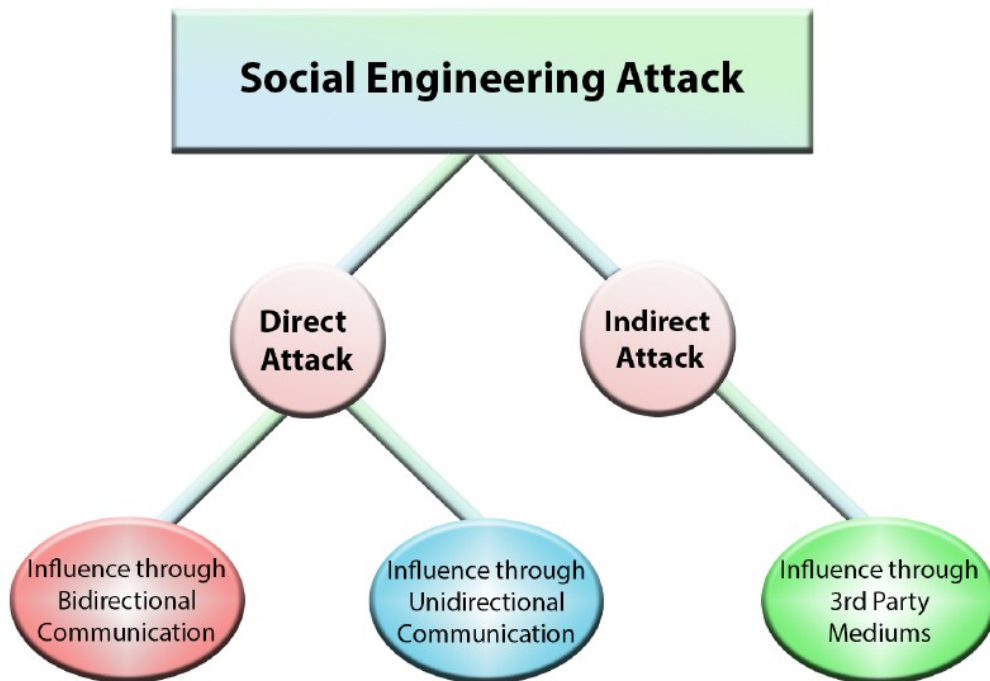 Social Engineering Attack
Direct
Attack
Indirect
Attack
Influence through
Bidirectional
Communication
Influence through
Unidirectional
Communication
Influence through
3rd Party
Mediums